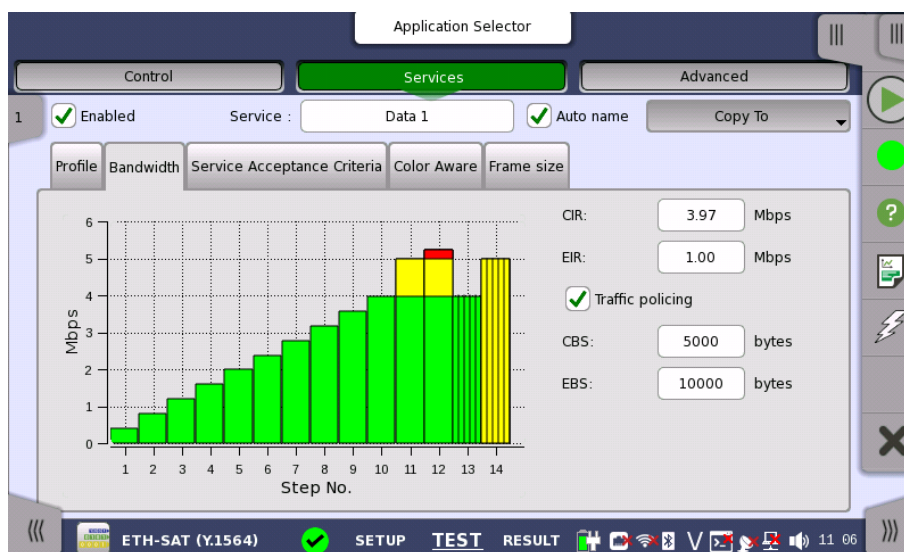 Application Selector
Control Services Advanced
1 Enabled Service : Data 1 Auto name Copy To
Profile Bandwidth Service Acceptance Criteria Color Aware Frame size
6
5
4
3
2
1
0
Mbps
1 2 3 4 5 6 7 8 9 10 11 12 13 14
Step No.
CIR: 3.97 Mbps
EIR: 1.00 Mbps
Traffic policing
CBS: 5000 bytes
EBS: 10000 bytes
ETH-SAT (Y.1564) SETUP TEST RESULT V 11 06